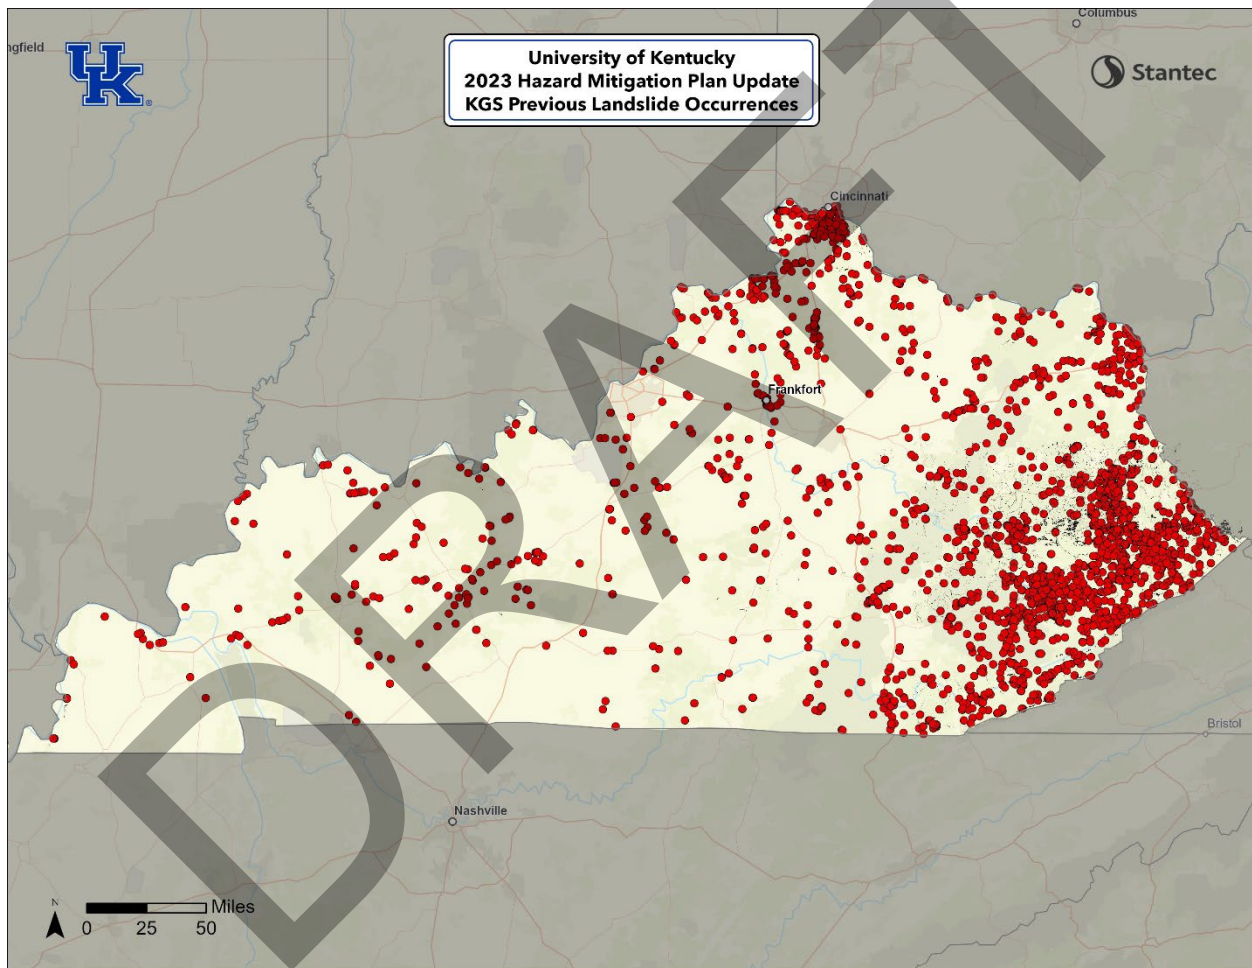 Columbus
ngfield
UK
®
University of Kentucky
2023 Hazard Mitigation Plan Update
KGS Previous Landslide Occurrences
Stantec
Cincinnati
Frankfort
DRAFT
Bristol
Nashville
N
Miles
0 25 50